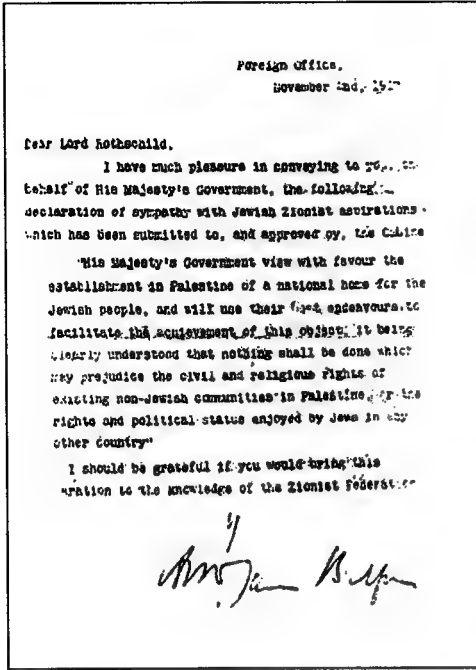 Foreign Office,
November 2nd, 1917
Dear Lord Rothschild,
I have much pleasure in conveying to you, on
behalf of His Majesty's Government, the following
declaration of sympathy with Jewish Zionist aspirations
which has been submitted to, and approved by, the Cabine
"His Majesty's Government view with favour the
establishment in Palestine of a national home for the
Jewish people, and will use their best endeavours to
facilitate the achievement of this object, it being
clearly understood that nothing shall be done which
may prejudice the civil and religious rights of
existing non-Jewish communities in Palestine, or the
rights and political status enjoyed by Jews in any
other country"
I should be grateful if you would bring this
aration to the knowledge of the Zionist Federation